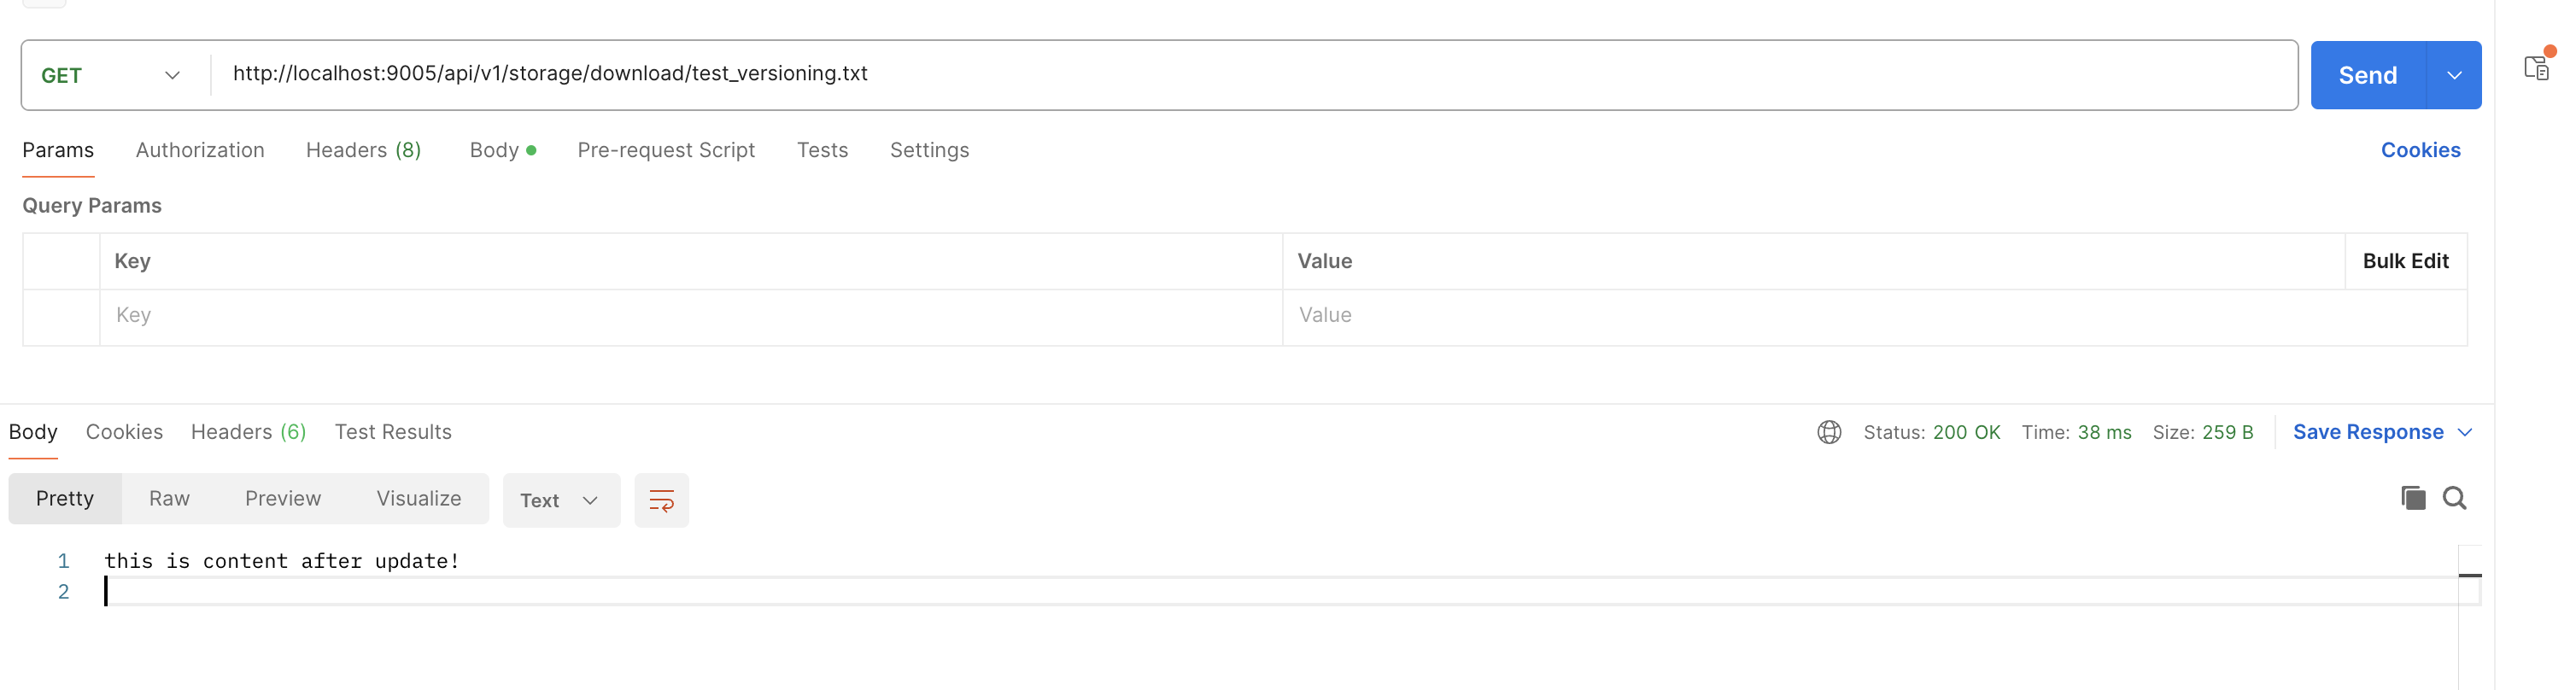 GET http://localhost:9005/api/v1/storage/download/test_versioning.txt Send
Params Authorization Headers (8) Body Pre-request Script Tests Settings Cookies
Query Params
Key Value Bulk Edit
Key Value
Body Cookies Headers (6) Test Results Status: 200 OK Time: 38 ms Size: 259 B Save Response
Pretty Raw Preview Visualize Text
1 this is content after update!
2